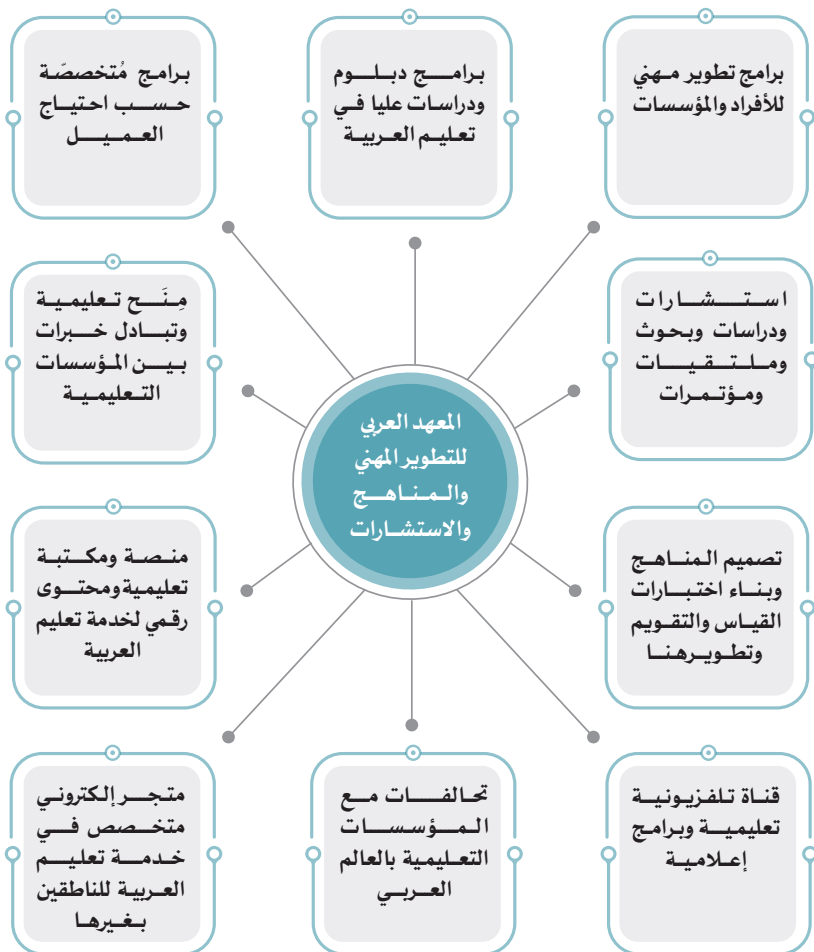 برامج تطوير مهني
للأفراد والمؤسسات
برامج دبلوم
ودراسات عليا في
تعليم العربية
برامج مُتخصصّة
حسب احتياج
العميل
استشارات
ودراسات وبحوث
وملتقيات
ومؤتمرات
مِنَح تعليمية
وتبادل خبرات
بين المؤسسات
التعليمية
المعهد العربي
للتطوير المهني
والمناهج
والاستشارات
تصميم المناهج
وبناء اختبارات
القياس والتقويم
وتطويرهنا
منصة ومكتبة
تعليمية ومحتوى
رقمي لخدمة تعليم
العربية
قناة تلفزيونية
تعليمية وبرامج
إعلامية
تحالفات مع
المؤسسات
التعليمية بالعالم
العربي
متجر إلكتروني
متخصص في
خدمة تعليم
العربية للناطقين
بغيرها